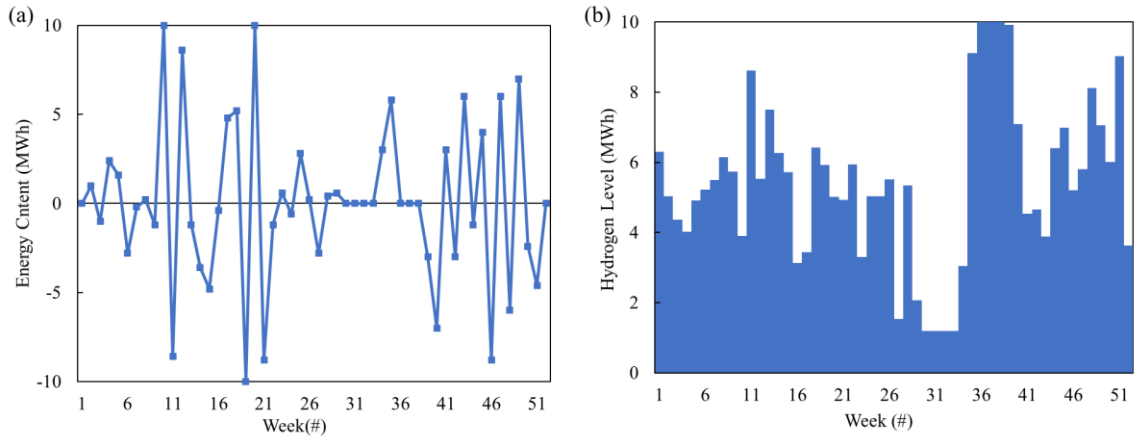 (a)
Energy Cntent (MWh)
10
5
0
-5
-10
1 6 11 16 21 26 31 36 41 46 51
Week(#)
(b)
Hydrogen Level (MWh)
10
8
6
4
2
0
1 6 11 16 21 26 31 36 41 46 51
Week (#)